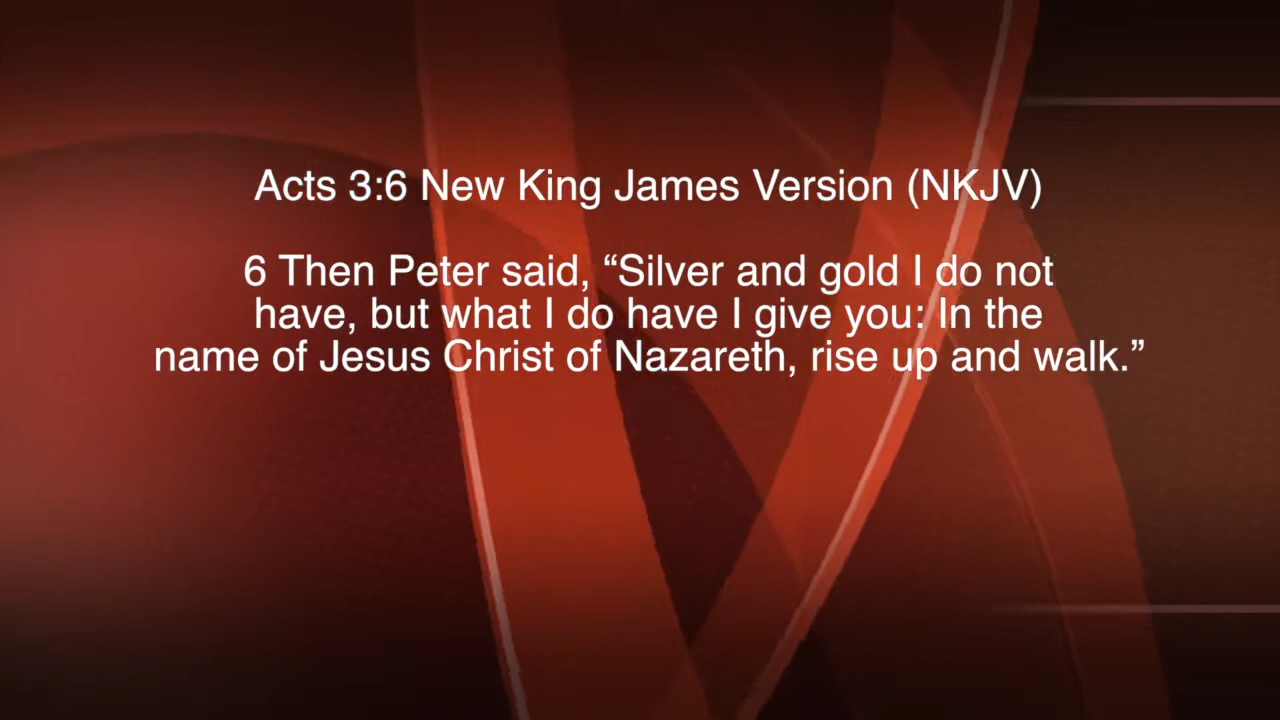 Acts 3:6 New King James Version (NKJV)
6 Then Peter said, “Silver and gold I do not
have, but what I do have I give you: In the
name of Jesus Christ of Nazareth, rise up and walk.”